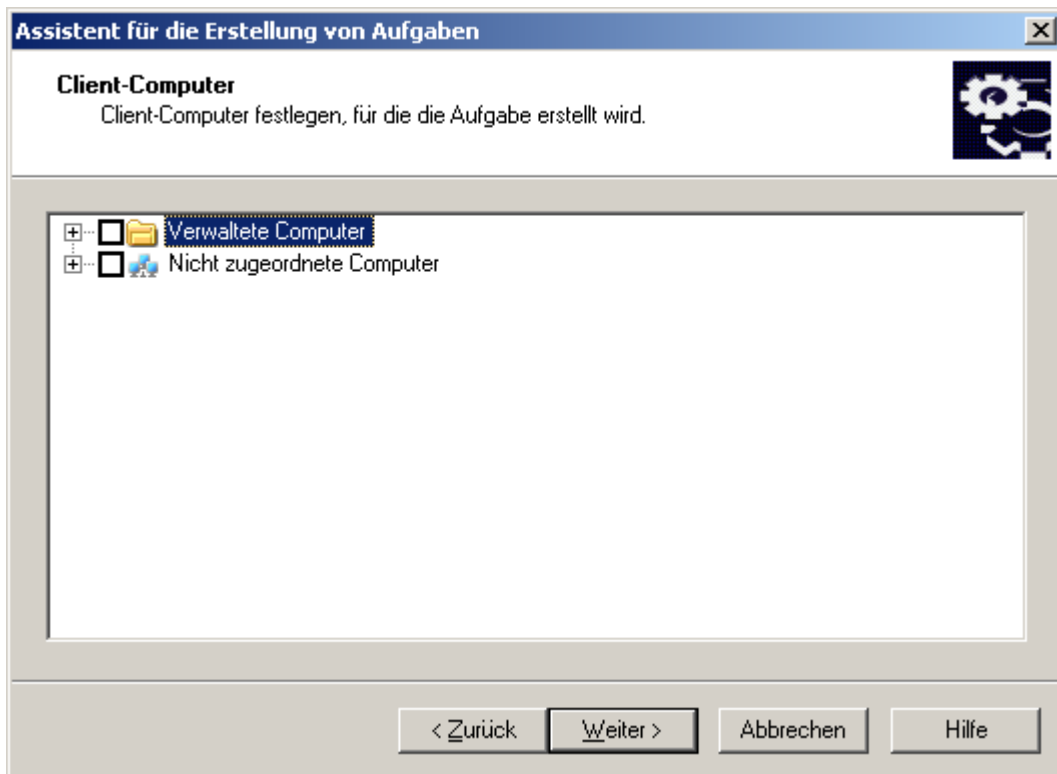 Assistent für die Erstellung von Aufgaben
Client-Computer
Client-Computer festlegen, für die die Aufgabe erstellt wird.
Verwaltete Computer
Nicht zugeordnete Computer
< Zurück Weiter > Abbrechen Hilfe